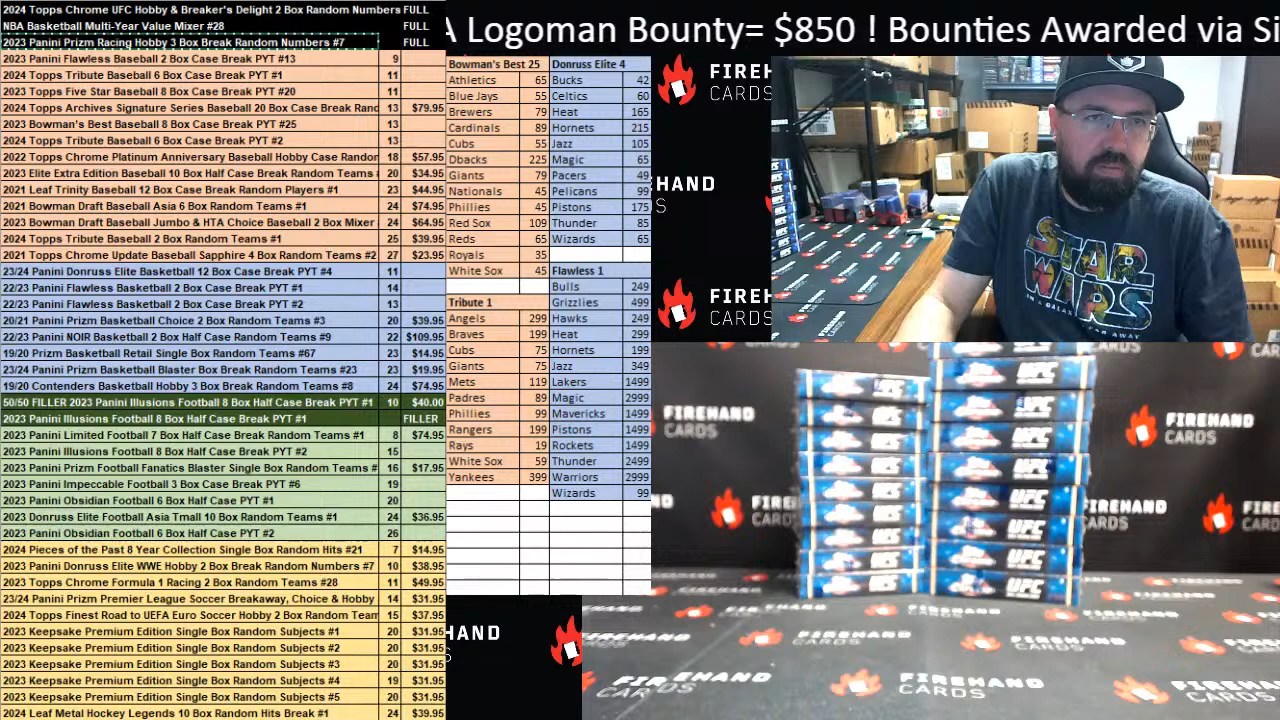 2024 Topps Chrome UFC Hobby & Breaker's Delight 2 Box Random Numbers FULL
NBA Basketball Multi-Year Value Mixer #28 FULL
2023 Panini Prizm Racing Hobby 3 Box Break Random Numbers #7 FULL
2023 Panini Flawless Baseball 2 Box Case Break PYT #13 9
2024 Topps Tribute Baseball 6 Box Case Break PYT #1 11
2023 Topps Five Star Baseball 8 Box Case Break PYT #20 11
2024 Topps Archives Signature Series Baseball 20 Box Case Break Rand 13 $79.95
2023 Bowman's Best Baseball 8 Box Case Break PYT #25 13
2024 Topps Tribute Baseball 6 Box Case Break PYT #2 13
2022 Topps Chrome Platinum Anniversary Baseball Hobby Case Random 18 $57.95
2023 Elite Extra Edition Baseball 10 Box Half Case Break Random Teams 20 $34.95
2021 Leaf Trinity Baseball 12 Box Case Break Random Players #1 23 $44.95
2021 Bowman Draft Baseball Asia 6 Box Random Teams #1 24 $74.95
2023 Bowman Draft Baseball Jumbo & HTA Choice Baseball 2 Box Mixer 24 $64.95
2024 Topps Tribute Baseball 2 Box Random Teams #1 25 $39.95
2021 Topps Chrome Update Baseball Sapphire 4 Box Random Teams #2 27 $23.95
23/24 Panini Donruss Elite Basketball 12 Box Case Break PYT #4 11
22/23 Panini Flawless Basketball 2 Box PYT #1 14
22/23 Panini Flawless Basketball 2 Box PYT #2 13
20/21 Panini Prizm Basketball Choice 2 Box Random Teams #3 20 $39.95
22/23 Panini NOIR Basketball 2 Box Random Teams #9 22 $109.95
19/20 Prizm Basketball Retail Single Box Random Teams #67 23 $14.95
23/24 Panini Prizm Basketball Blaster Box Break Random Teams #23 23 $19.95
19/20 Contenders Basketball Hobby 3 Box Break Random Teams #8 24 $74.95
50/50 FILLER 2023 Panini Illusions Football 8 Box Half Case Break PYT #1 10 $40.00
2023 Panini Illusions Football 8 Box Half Case Break PYT #1 FILLER
2023 Panini Limited Football 7 Box Half Case Break Random Teams #1 8 $74.95
2023 Panini Illusions Football 8 Box Half Case Break PYT #2 15
2023 Panini Prizm Football Fanatics Blaster Single Box Random Teams # 16 $17.95
2023 Panini Impeccable Football 3 Box Case PYT #6 19
2023 Panini Obsidian Football 6 Box Half Case PYT #1 20
2023 Donruss Elite Football Asia Tmall 10 Box Random Teams #1 24 $36.95
2023 Panini Obsidian Football 6 Box Half Case PYT #2 26
2024 Pieces of the Past 8 Year Collection Single Box Random Hits #21 7 $14.95
2023 Panini Donruss Elite WWE Hobby 2 Box Random Numbers #7 10 $38.95
2023 Topps Chrome Formula 1 Racing 2 Box Random Teams #28 11 $49.95
23/24 Panini Prizm Premier League Soccer Breakaway, Choice & Hobby 14 $31.95
2024 Topps Finest Road to UEFA Euro Soccer Hobby 2 Box Random Team 15 $37.95
2023 Keepsake Premium Edition Single Box Random Subjects #1 20 $31.95
2023 Keepsake Premium Edition Single Box Random Subjects #2 20 $31.95
2023 Keepsake Premium Edition Single Box Random Subjects #3 20 $31.95
2023 Keepsake Premium Edition Single Box Random Subjects #4 19 $31.95
2023 Keepsake Premium Edition Single Box Random Subjects #5 20 $31.95
2024 Leaf Metal Hockey Legends 10 Box Random Hits Break #1 24 $39.95
A Logoman Bounty= $850 ! Bounties Awarded via Si
Bowman's Best 25
Athletics 65
Blue Jays 55
Brewers 79
Cardinals 89
Cubs 55
Dbacks 225
Giants 79
Nationals 45
Phillies 45
Red Sox 109
Reds 65
Royals 35
White Sox 45
Tribute 1
Angels 299
Braves 199
Cubs 75
Giants 75
Mets 119
Padres 89
Phillies 99
Rangers 199
Rays 19
White Sox 59
Yankees 399
Donruss Elite 4
Bucks 42
Celtics 60
Heat 165
Hornets 215
Jazz 105
Magic 65
Pacers 49
Pelicans 99
Pistons 175
Thunder 85
Wizards 65
Flawless 1
Bulls 249
Grizzlies 499
Hawks 249
Heat 299
Hornets 199
Jazz 349
Lakers 1499
Magic 2999
Mavericks 1499
Pistons 1499
Rockets 1499
Thunder 2499
Warriors 2999
Wizards 99
FIREH
CARDS
HAND
S
FIREH
CARDS
HAND
STAR
WARS
FIREHAND
CARDS
FIREHAND
CARDS
FIREHAND
CARDS
UFC
UFC
UFC
UFC
UFC
UFC
UFC
FIREHAND
CARDS
FIREHAND
CARDS